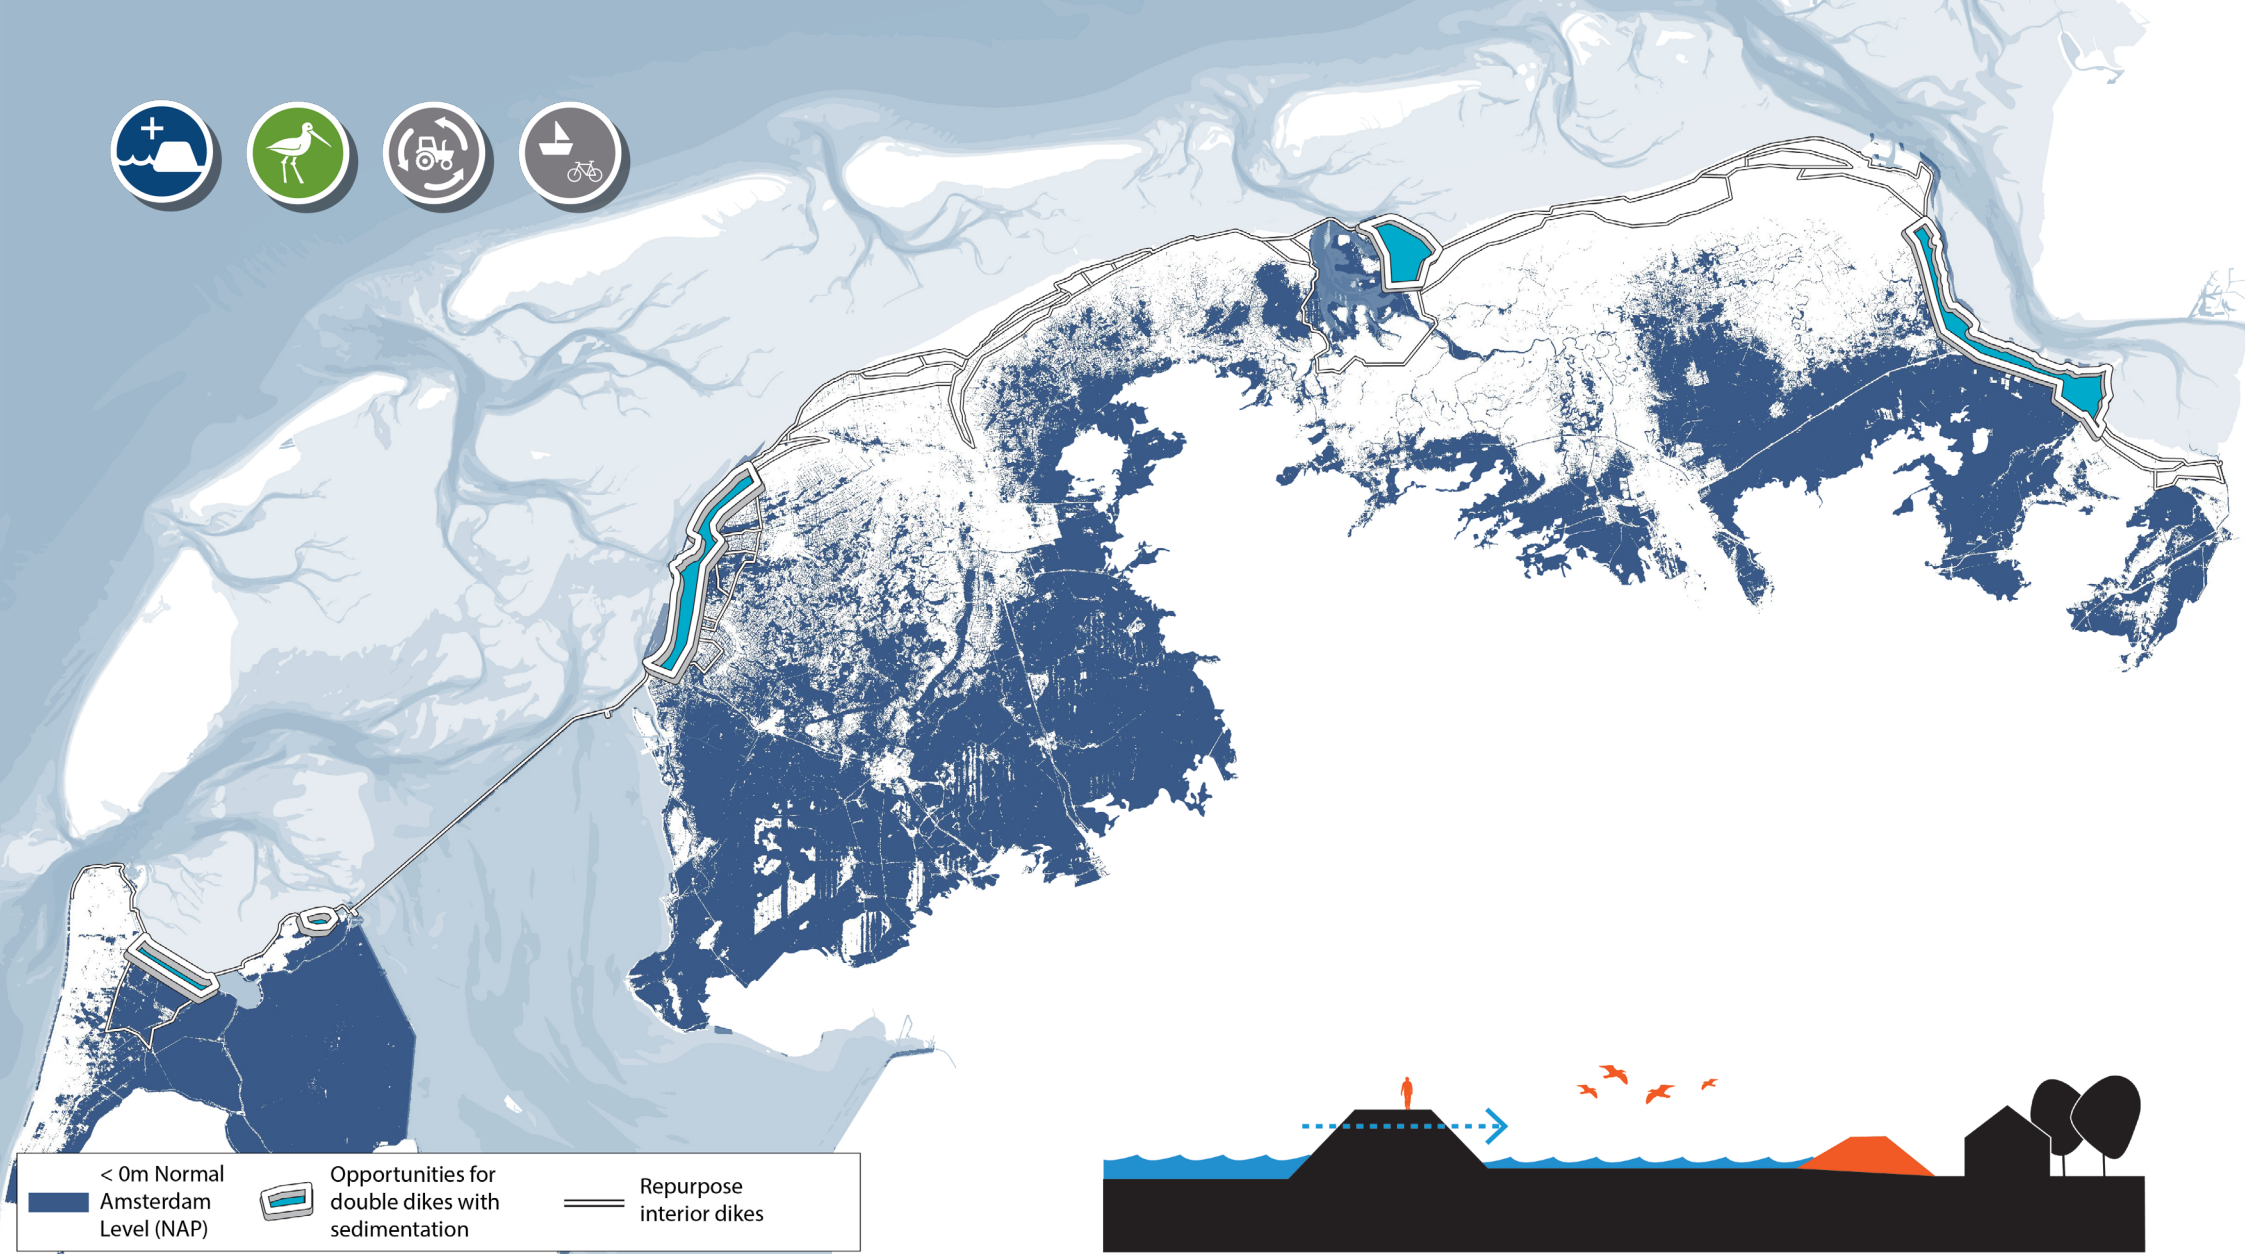 < 0m Normal
Amsterdam
Level (NAP)
Opportunities for
double dikes with
sedimentation
Repurpose
interior dikes